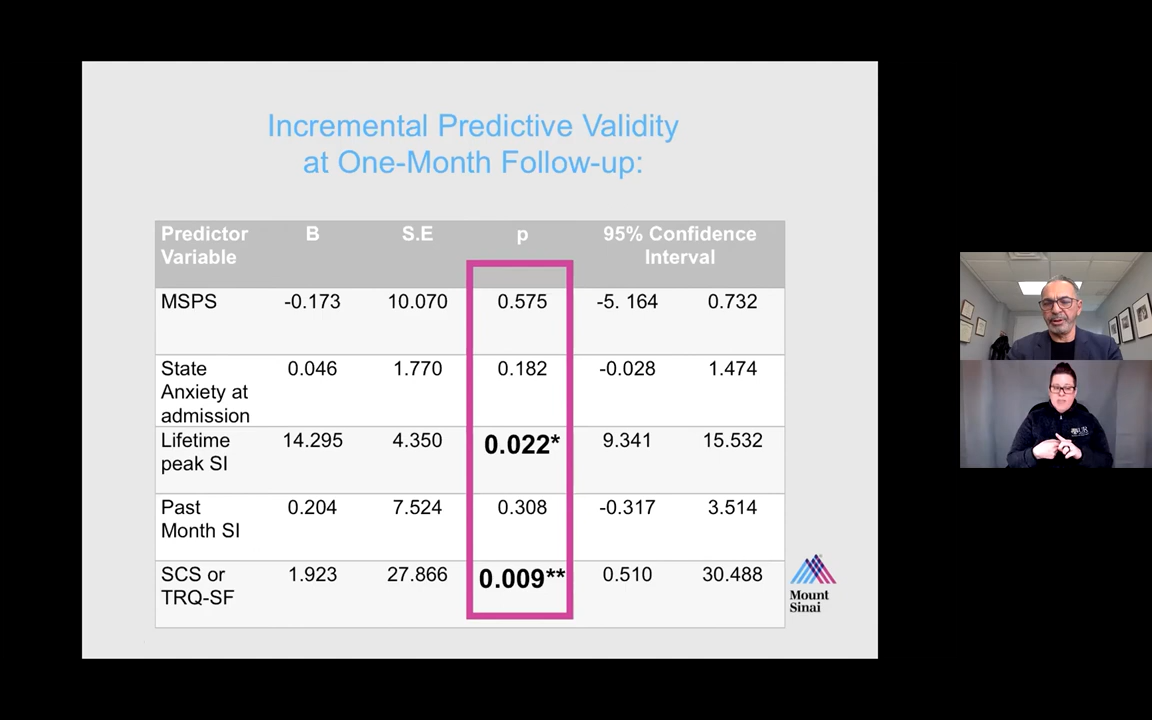 Incremental Predictive Validity
at One-Month Follow-up:
Predictor Variable B S.E p 95% Confidence Interval
MSPS -0.173 10.070 0.575 -5. 164 0.732
State Anxiety at admission 0.046 1.770 0.182 -0.028 1.474
Lifetime peak SI 14.295 4.350 0.022* 9.341 15.532
Past Month SI 0.204 7.524 0.308 -0.317 3.514
SCS or TRQ-SF 1.923 27.866 0.009** 0.510 30.488
Mount
Sinai